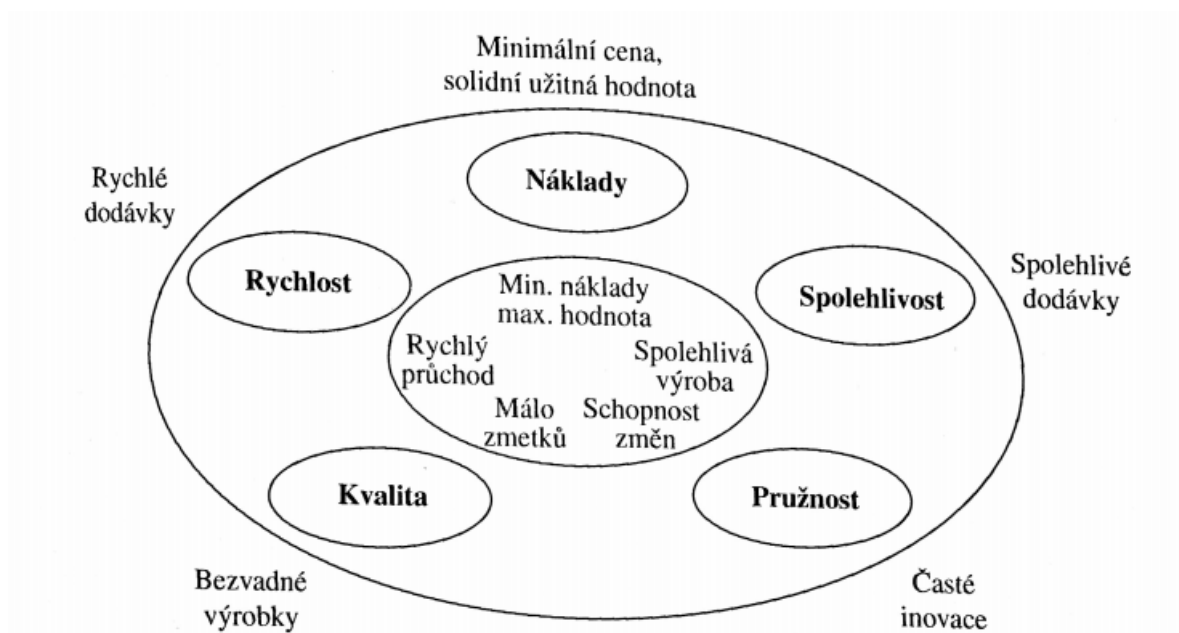 Minimální cena,
solidní užitná hodnota
Rychlé
dodávky
Náklady
Rychlost
Spolehlivost
Spolehlivé
dodávky
Min. náklady
max. hodnota
Rychlý
průchod
Spolehlivá
výroba
Málo
zmetků
Schopnost
změn
Kvalita
Pružnost
Bezvadné
výrobky
Časté
inovace